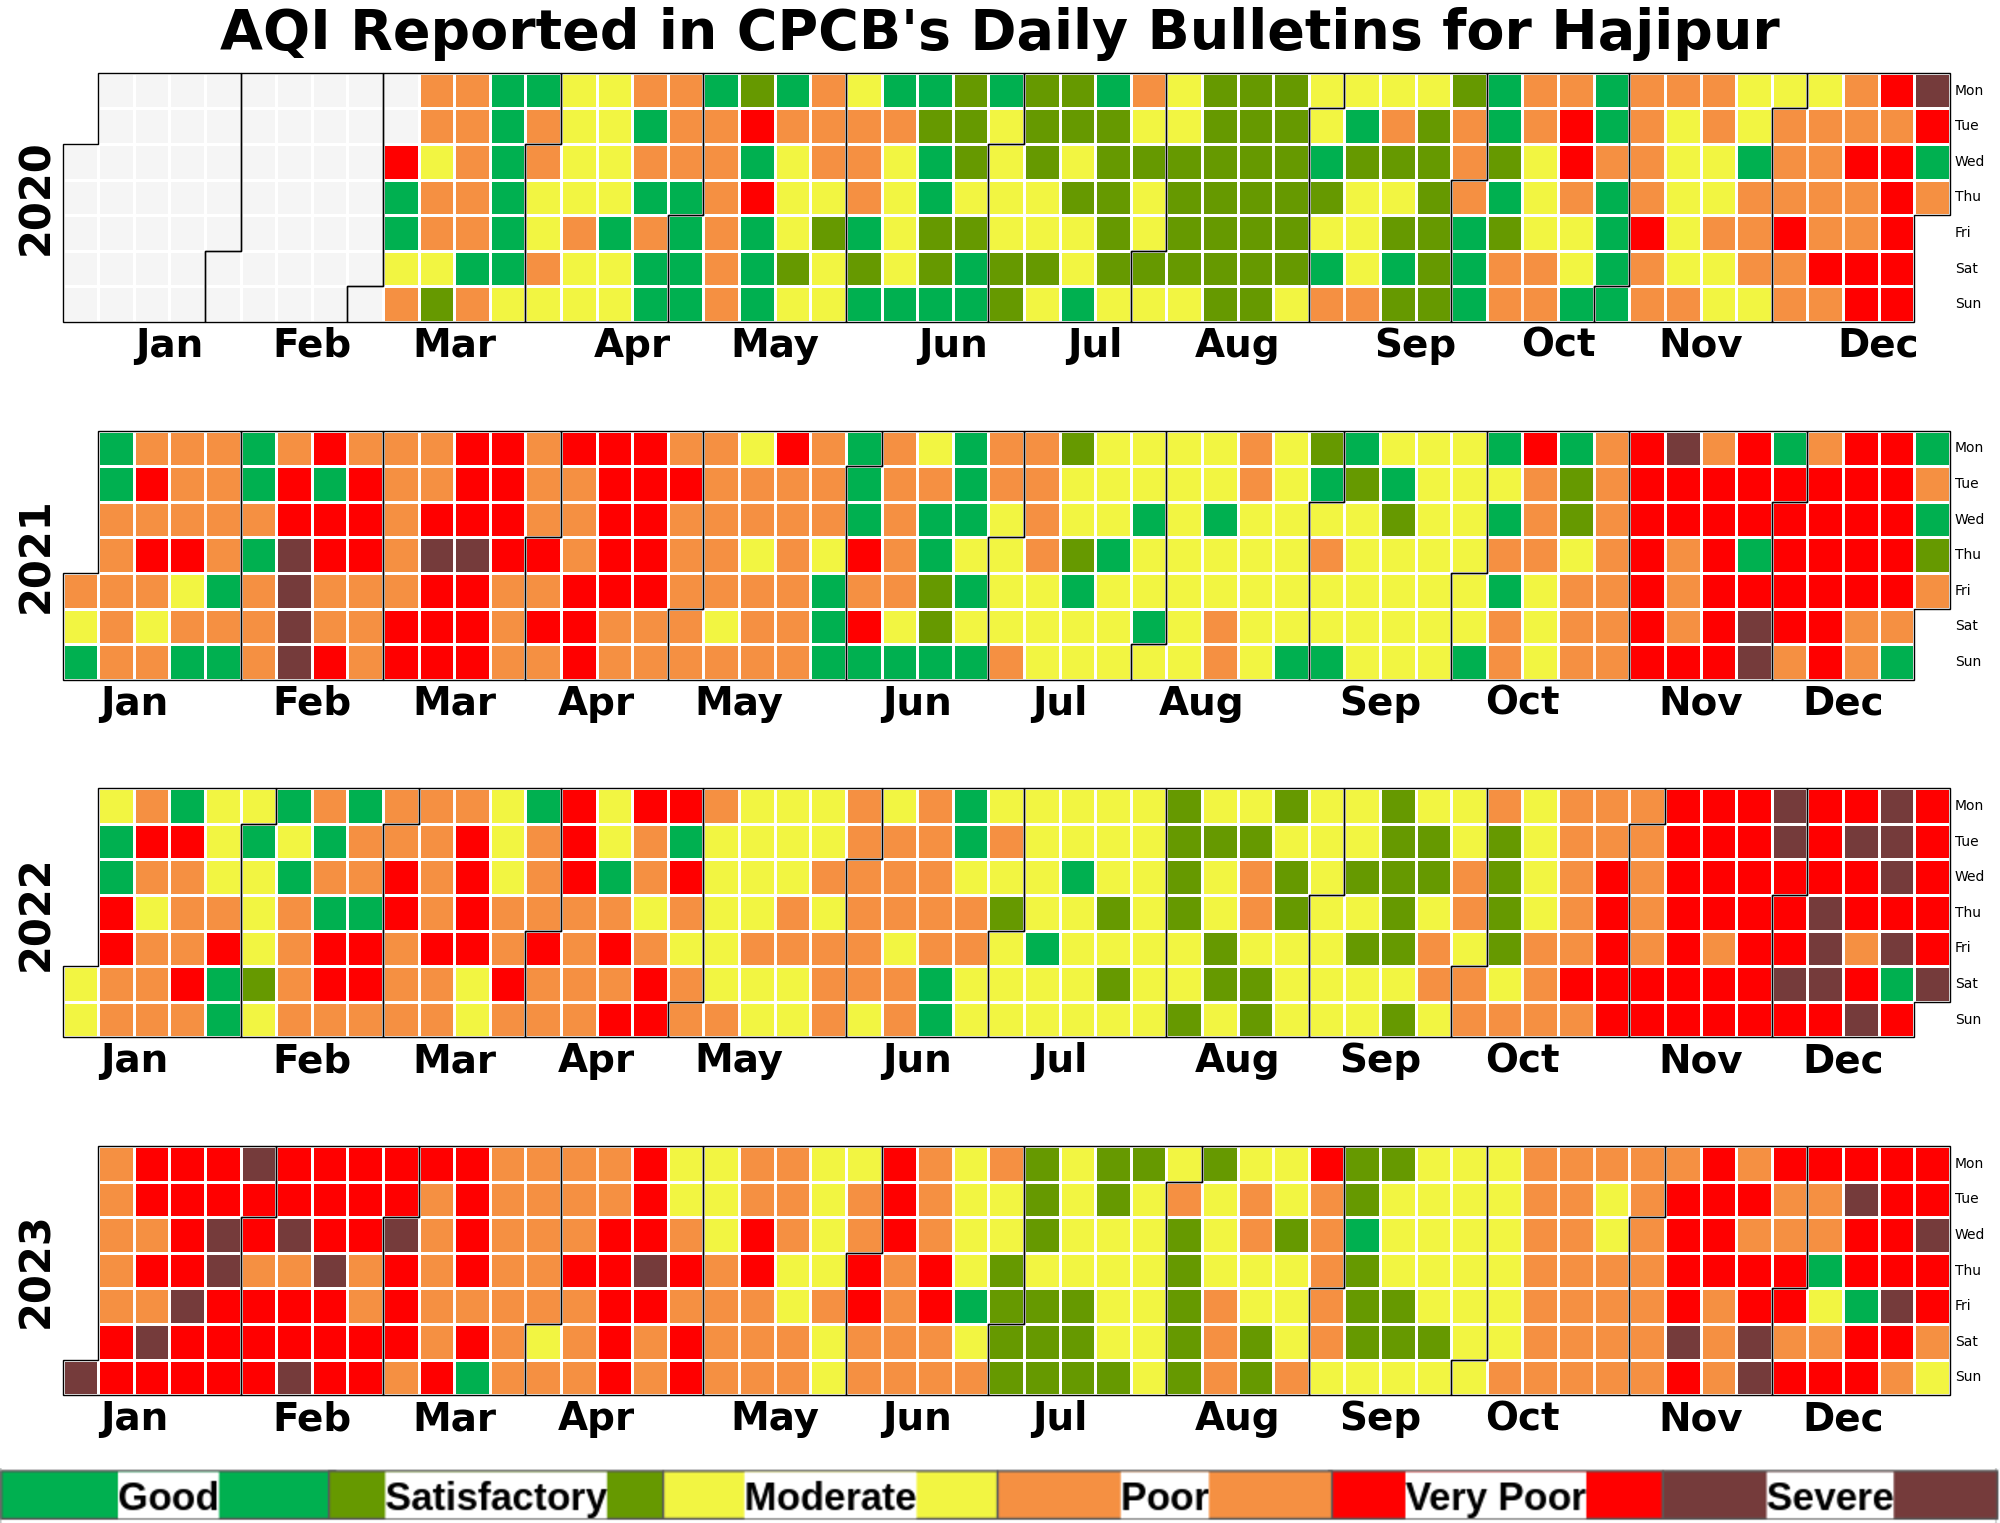 AQI Reported in CPCB's Daily Bulletins for Hajipur
2020
Mon
Tue
Wed
Thu
Fri
Sat
Sun
Jan Feb Mar Apr May Jun Jul Aug Sep Oct Nov Dec
2021
Mon
Tue
Wed
Thu
Fri
Sat
Sun
Jan Feb Mar Apr May Jun Jul Aug Sep Oct Nov Dec
2022
Mon
Tue
Wed
Thu
Fri
Sat
Sun
Jan Feb Mar Apr May Jun Jul Aug Sep Oct Nov Dec
2023
Mon
Tue
Wed
Thu
Fri
Sat
Sun
Jan Feb Mar Apr May Jun Jul Aug Sep Oct Nov Dec
Good Satisfactory Moderate Poor Very Poor Severe